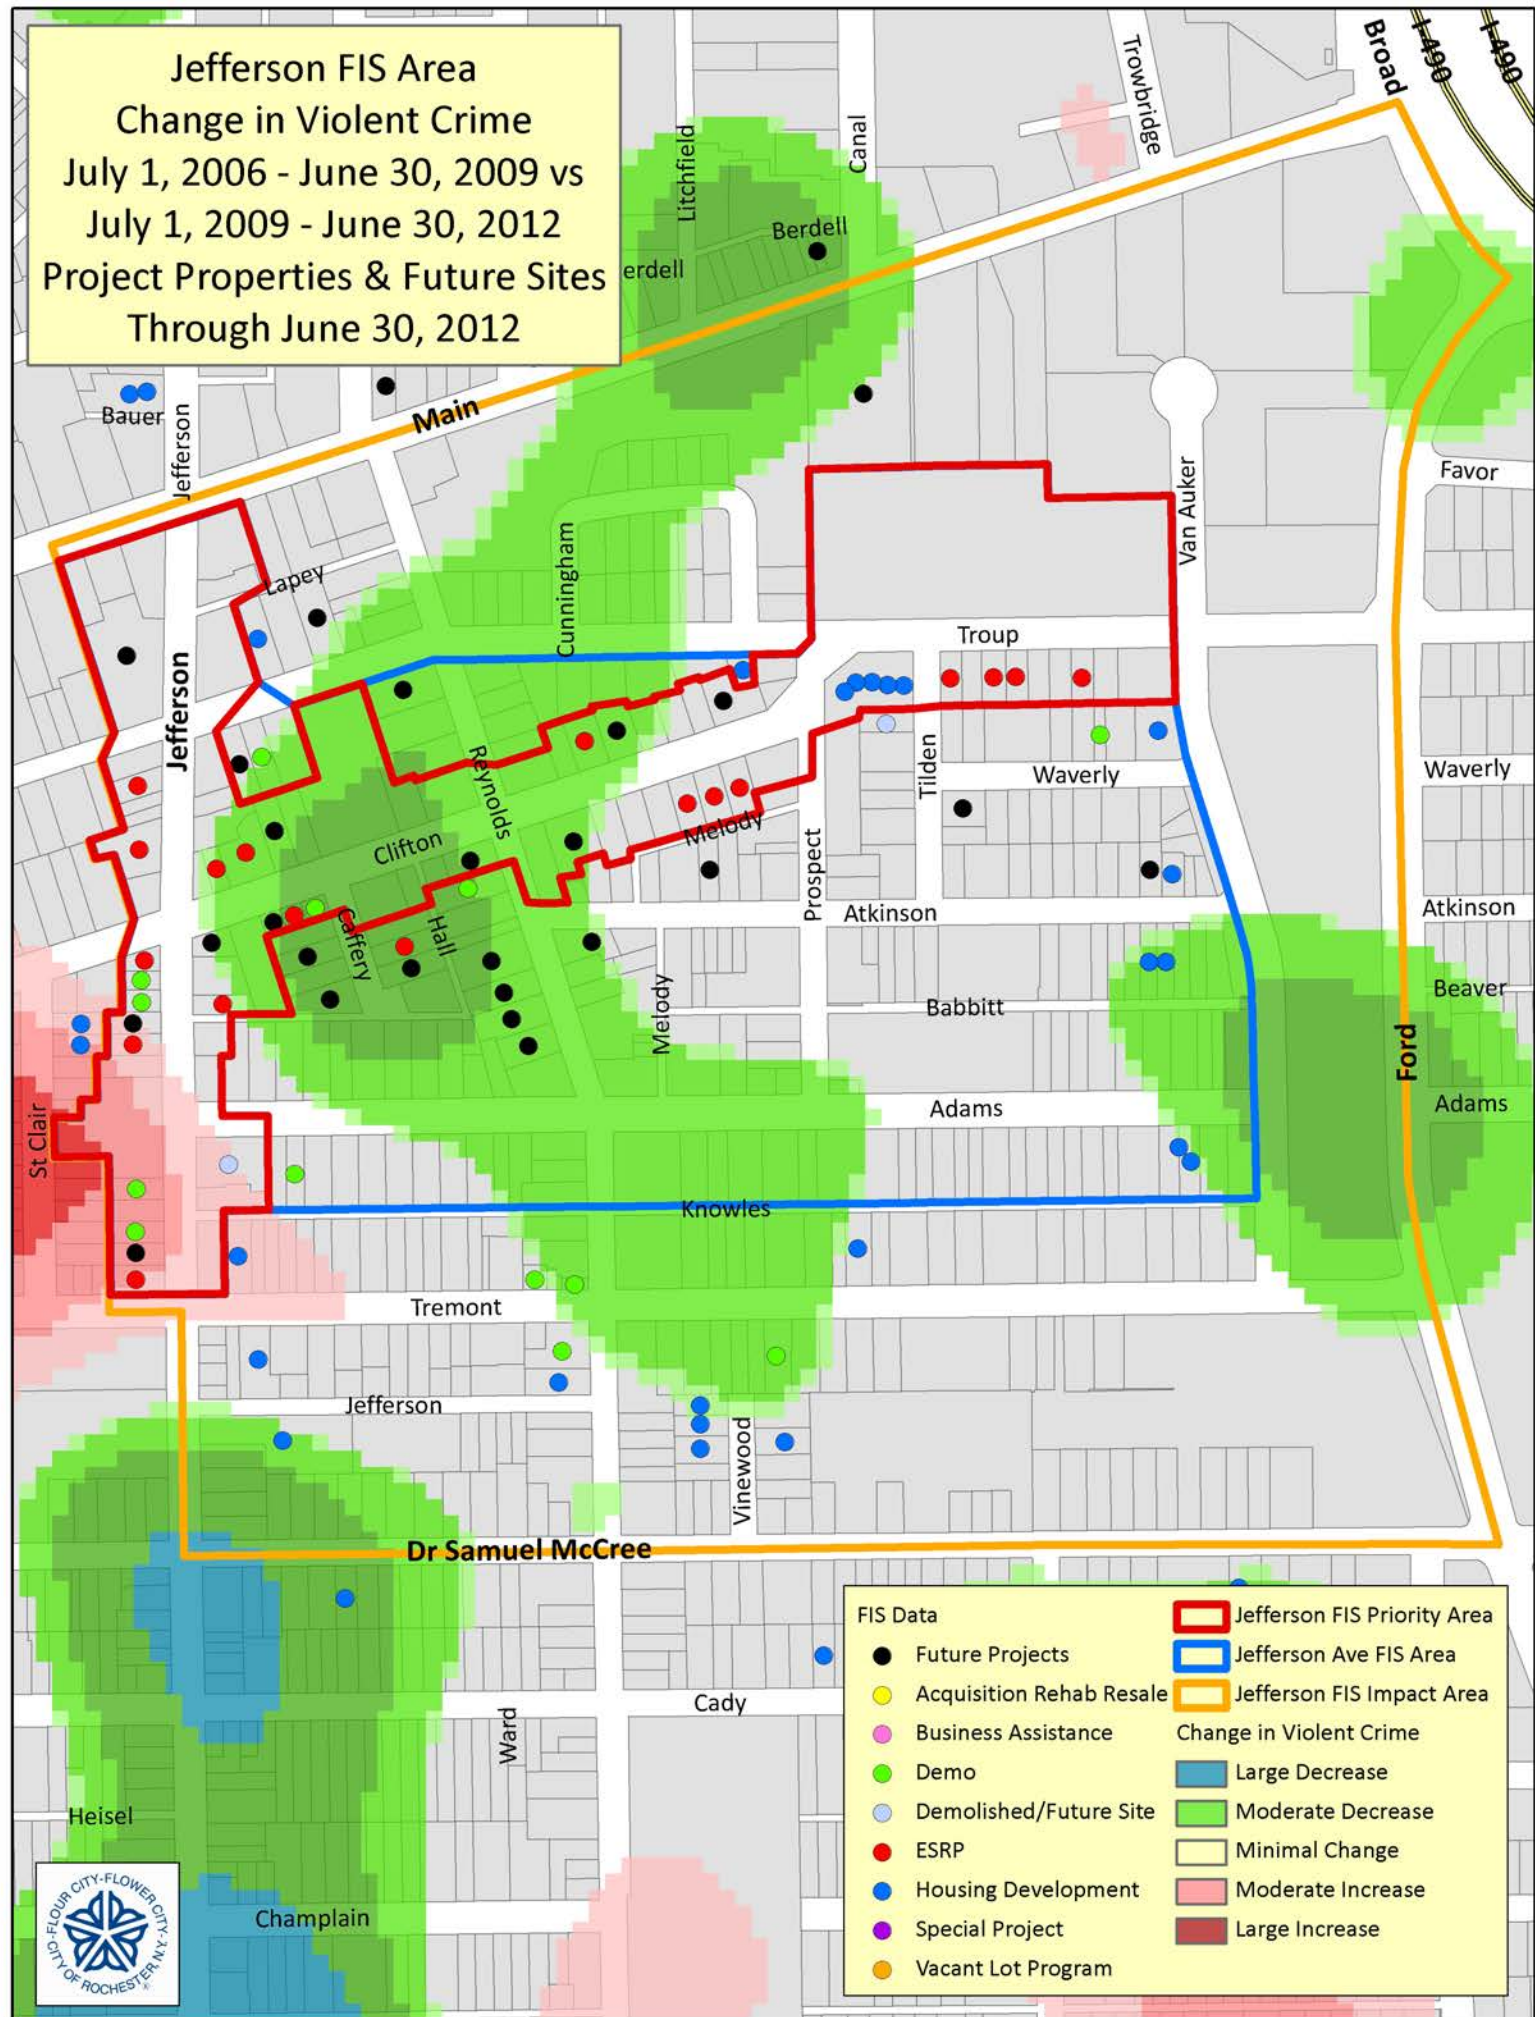 Jefferson FIS Area
Change in Violent Crime
July 1, 2006 - June 30, 2009 vs
July 1, 2009 - June 30, 2012
Project Properties & Future Sites
Through June 30, 2012
Broad
I-490
I-490
Trowbridge
Litchfield
Canal
Berdell
erdell
Bauer
Jefferson
Main
Favor
Van Auker
Cunningham
Lapey
Troup
Jefferson
Reynolds
Tilden
Waverly
Waverly
Clifton
Melody
Prospect
Atkinson
Atkinson
Caffery
Hall
Melody
Babbitt
Beaver
Ford
St Clair
Adams
Adams
Knowles
Tremont
Jefferson
Vinewood
Dr Samuel McCree
Cady
Ward
Heisel
Champlain
FIS Data
Future Projects
Acquisition Rehab Resale
Business Assistance
Demo
Demolished/Future Site
ESRP
Housing Development
Special Project
Vacant Lot Program
Jefferson FIS Priority Area
Jefferson Ave FIS Area
Jefferson FIS Impact Area
Change in Violent Crime
Large Decrease
Moderate Decrease
Minimal Change
Moderate Increase
Large Increase
FLOUR CITY-FLOWER CITY
CITY OF ROCHESTER, N.Y.